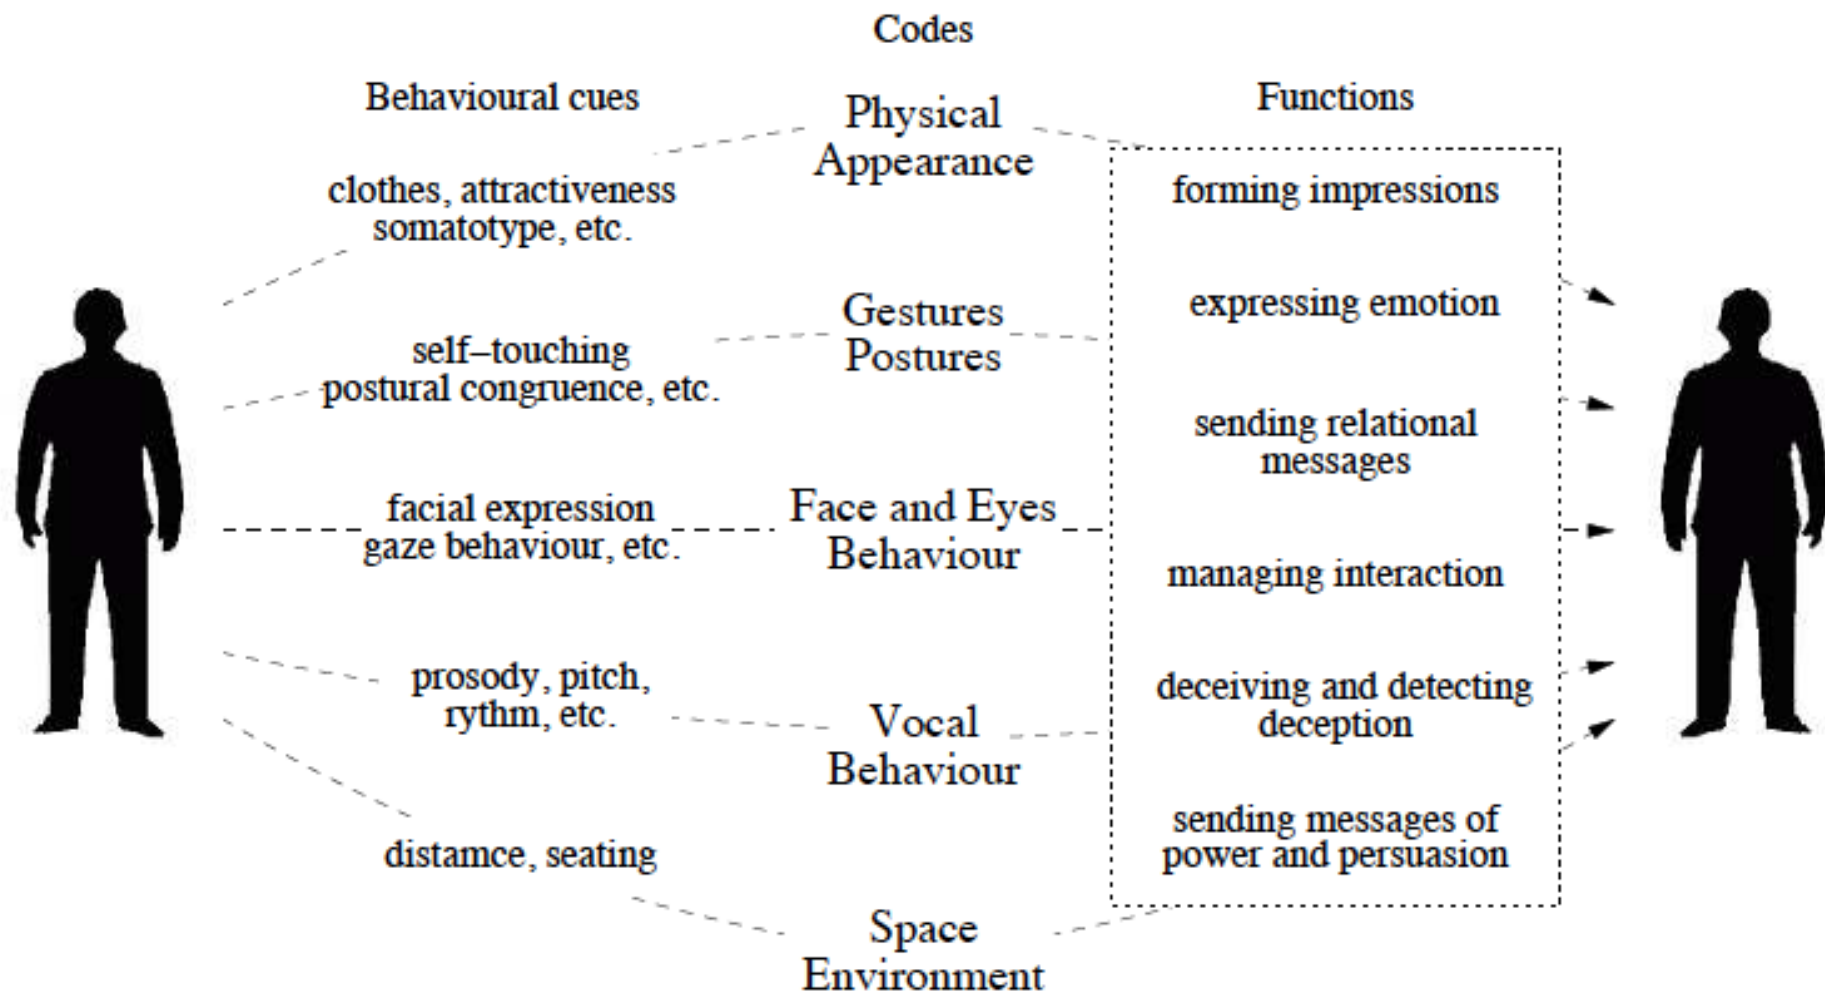 Codes
Behavioural cues
Functions
Physical
Appearance
clothes, attractiveness
somatotype, etc.
forming impressions
Gestures
Postures
expressing emotion
self–touching
postural congruence, etc.
sending relational
messages
facial expression
gaze behaviour, etc.
Face and Eyes
Behaviour
managing interaction
prosody, pitch,
rythm, etc.
Vocal
Behaviour
deceiving and detecting
deception
distamce, seating
sending messages of
power and persuasion
Space
Environment